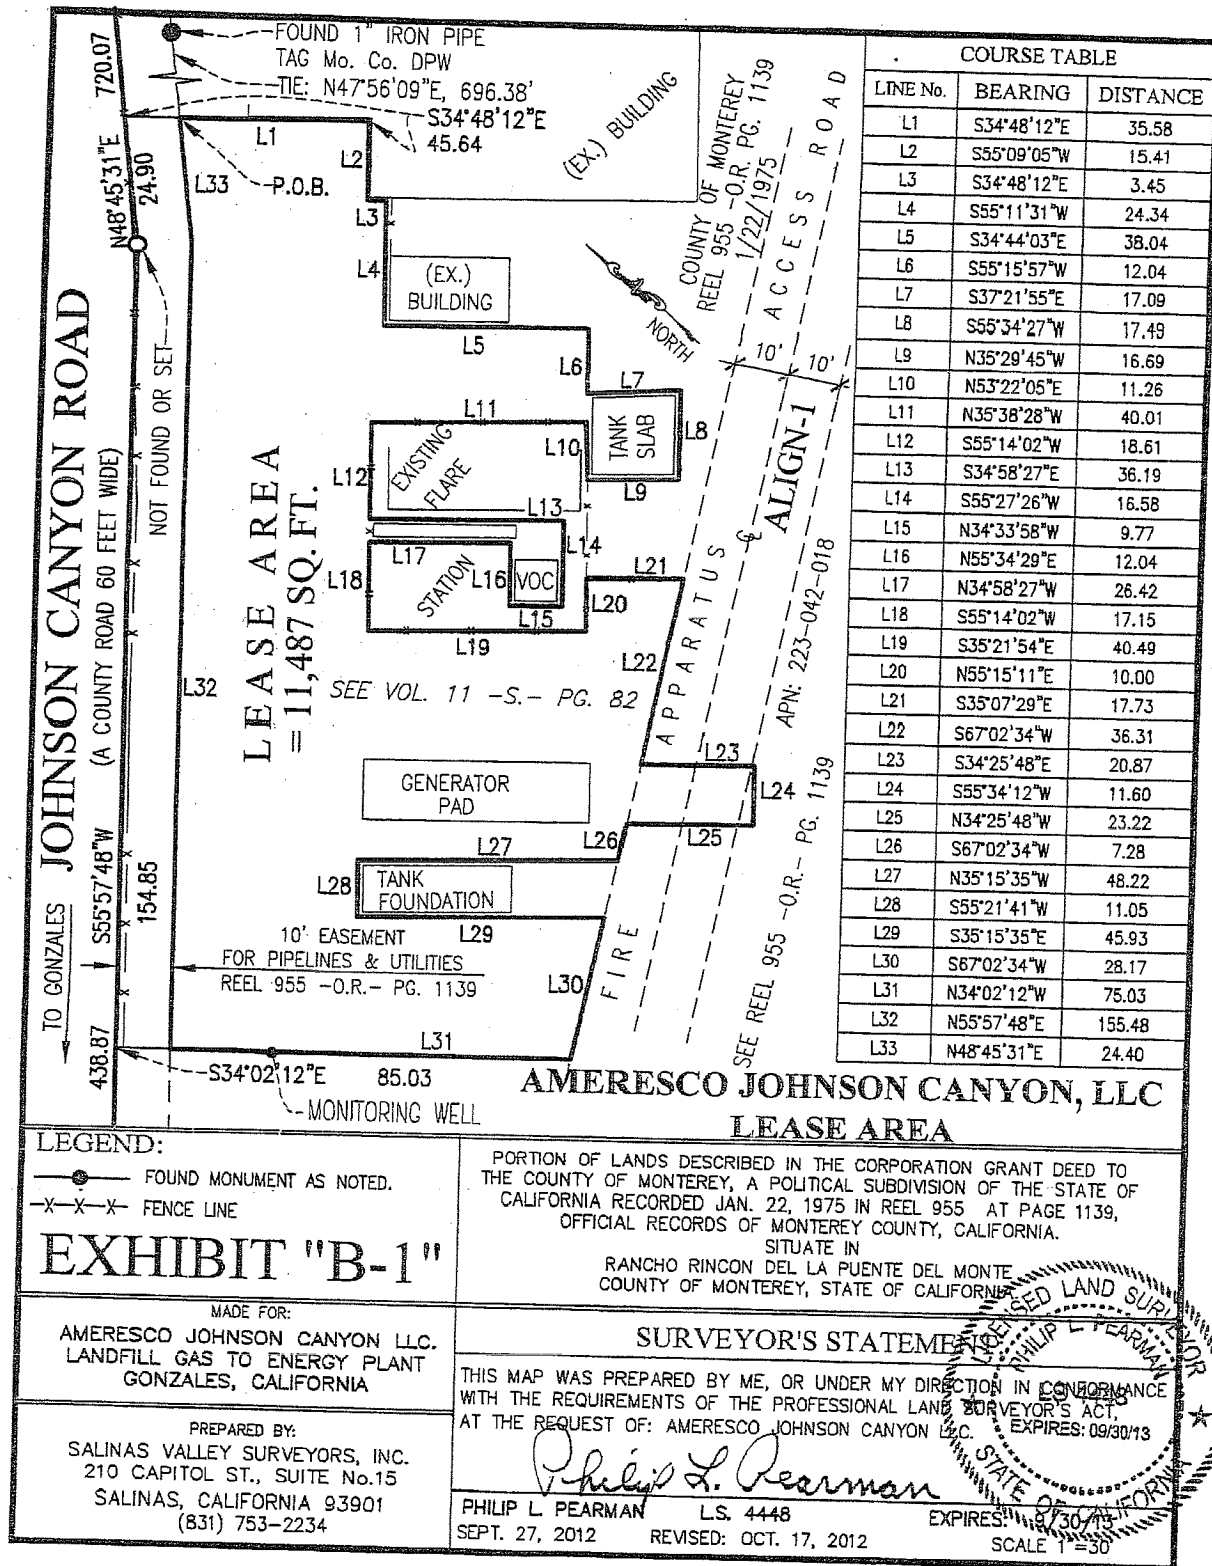 FOUND 1" IRON PIPE
TAG Mo. Co. DPW
TIE: N47°56'09"E, 696.38'
S34°48'12"E
45.64
720.07
N48°45'31"E
24.90
L1
L2
L33
P.O.B.
L3
L4
(EX.) BUILDING
(EX.)
BUILDING
COUNTY OF MONTEREY
REEL 955 -O.R. PG. 1139
1/22/1975
ACCESS ROAD
NORTH
10'
10'
L5
L6
L7
L8
TANK
SLAB
L9
L10
L11
L12
EXISTING
FLARE
L13
L14
L17
L16
VOC
L18
STATION
L15
L19
L20
L21
L22
JOHNSON CANYON ROAD
(A COUNTY ROAD 60 FEET WIDE)
NOT FOUND OR SET
LEASE AREA
= 11,487 SQ. FT.
L32
SEE VOL. 11 -S.- PG. 82
APPARATUS
℄ ALIGN-1
APN: 223-042-018
L23
L24
L25
L26
GENERATOR
PAD
L27
L28
TANK
FOUNDATION
L29
L30
FIRE
SEE REEL 955 -O.R.- PG. 1139
TO GONZALES
S55°57'48"W
154.85
10' EASEMENT
FOR PIPELINES & UTILITIES
REEL 955 -O.R.- PG. 1139
438.87
L31
S34°02'12"E 85.03
MONITORING WELL
COURSE TABLE
LINE No. BEARING DISTANCE
L1 S34°48'12"E 35.58
L2 S55°09'05"W 15.41
L3 S34°48'12"E 3.45
L4 S55°11'31"W 24.34
L5 S34°44'03"E 38.04
L6 S55°15'57"W 12.04
L7 S37°21'55"E 17.09
L8 S55°34'27"W 17.49
L9 N35°29'45"W 16.69
L10 N53°22'05"E 11.26
L11 N35°38'28"W 40.01
L12 S55°14'02"W 18.61
L13 S34°58'27"E 36.19
L14 S55°27'26"W 16.58
L15 N34°33'58"W 9.77
L16 N55°34'29"E 12.04
L17 N34°58'27"W 26.42
L18 S55°14'02"W 17.15
L19 S35°21'54"E 40.49
L20 N55°15'11"E 10.00
L21 S35°07'29"E 17.73
L22 S67°02'34"W 36.31
L23 S34°25'48"E 20.87
L24 S55°34'12"W 11.60
L25 N34°25'48"W 23.22
L26 S67°02'34"W 7.28
L27 N35°15'35"W 48.22
L28 S55°21'41"W 11.05
L29 S35°15'35"E 45.93
L30 S67°02'34"W 28.17
L31 N34°02'12"W 75.03
L32 N55°57'48"E 155.48
L33 N48°45'31"E 24.40
AMERESCO JOHNSON CANYON, LLC
LEASE AREA
LEGEND:
FOUND MONUMENT AS NOTED.
-X-X-X- FENCE LINE
EXHIBIT "B-1"
PORTION OF LANDS DESCRIBED IN THE CORPORATION GRANT DEED TO
THE COUNTY OF MONTEREY, A POLITICAL SUBDIVISION OF THE STATE OF
CALIFORNIA RECORDED JAN. 22, 1975 IN REEL 955 AT PAGE 1139,
OFFICIAL RECORDS OF MONTEREY COUNTY, CALIFORNIA.
SITUATE IN
RANCHO RINCON DEL LA PUENTE DEL MONTE
COUNTY OF MONTEREY, STATE OF CALIFORNIA
MADE FOR:
AMERESCO JOHNSON CANYON LLC.
LANDFILL GAS TO ENERGY PLANT
GONZALES, CALIFORNIA
PREPARED BY:
SALINAS VALLEY SURVEYORS, INC.
210 CAPITOL ST., SUITE No.15
SALINAS, CALIFORNIA 93901
(831) 753-2234
SURVEYOR'S STATEMENT
THIS MAP WAS PREPARED BY ME, OR UNDER MY DIRECTION IN CONFORMANCE
WITH THE REQUIREMENTS OF THE PROFESSIONAL LAND SURVEYOR'S ACT,
AT THE REQUEST OF: AMERESCO JOHNSON CANYON LLC.
Philip L. Pearman
PHILIP L. PEARMAN L.S. 4448 EXPIRES: 9/30/13
SEPT. 27, 2012 REVISED: OCT. 17, 2012 SCALE 1"=30'
LICENSED LAND SURVEYOR
PHILIP L. PEARMAN
LS 4448
EXPIRES: 09/30/13
STATE OF CALIFORNIA